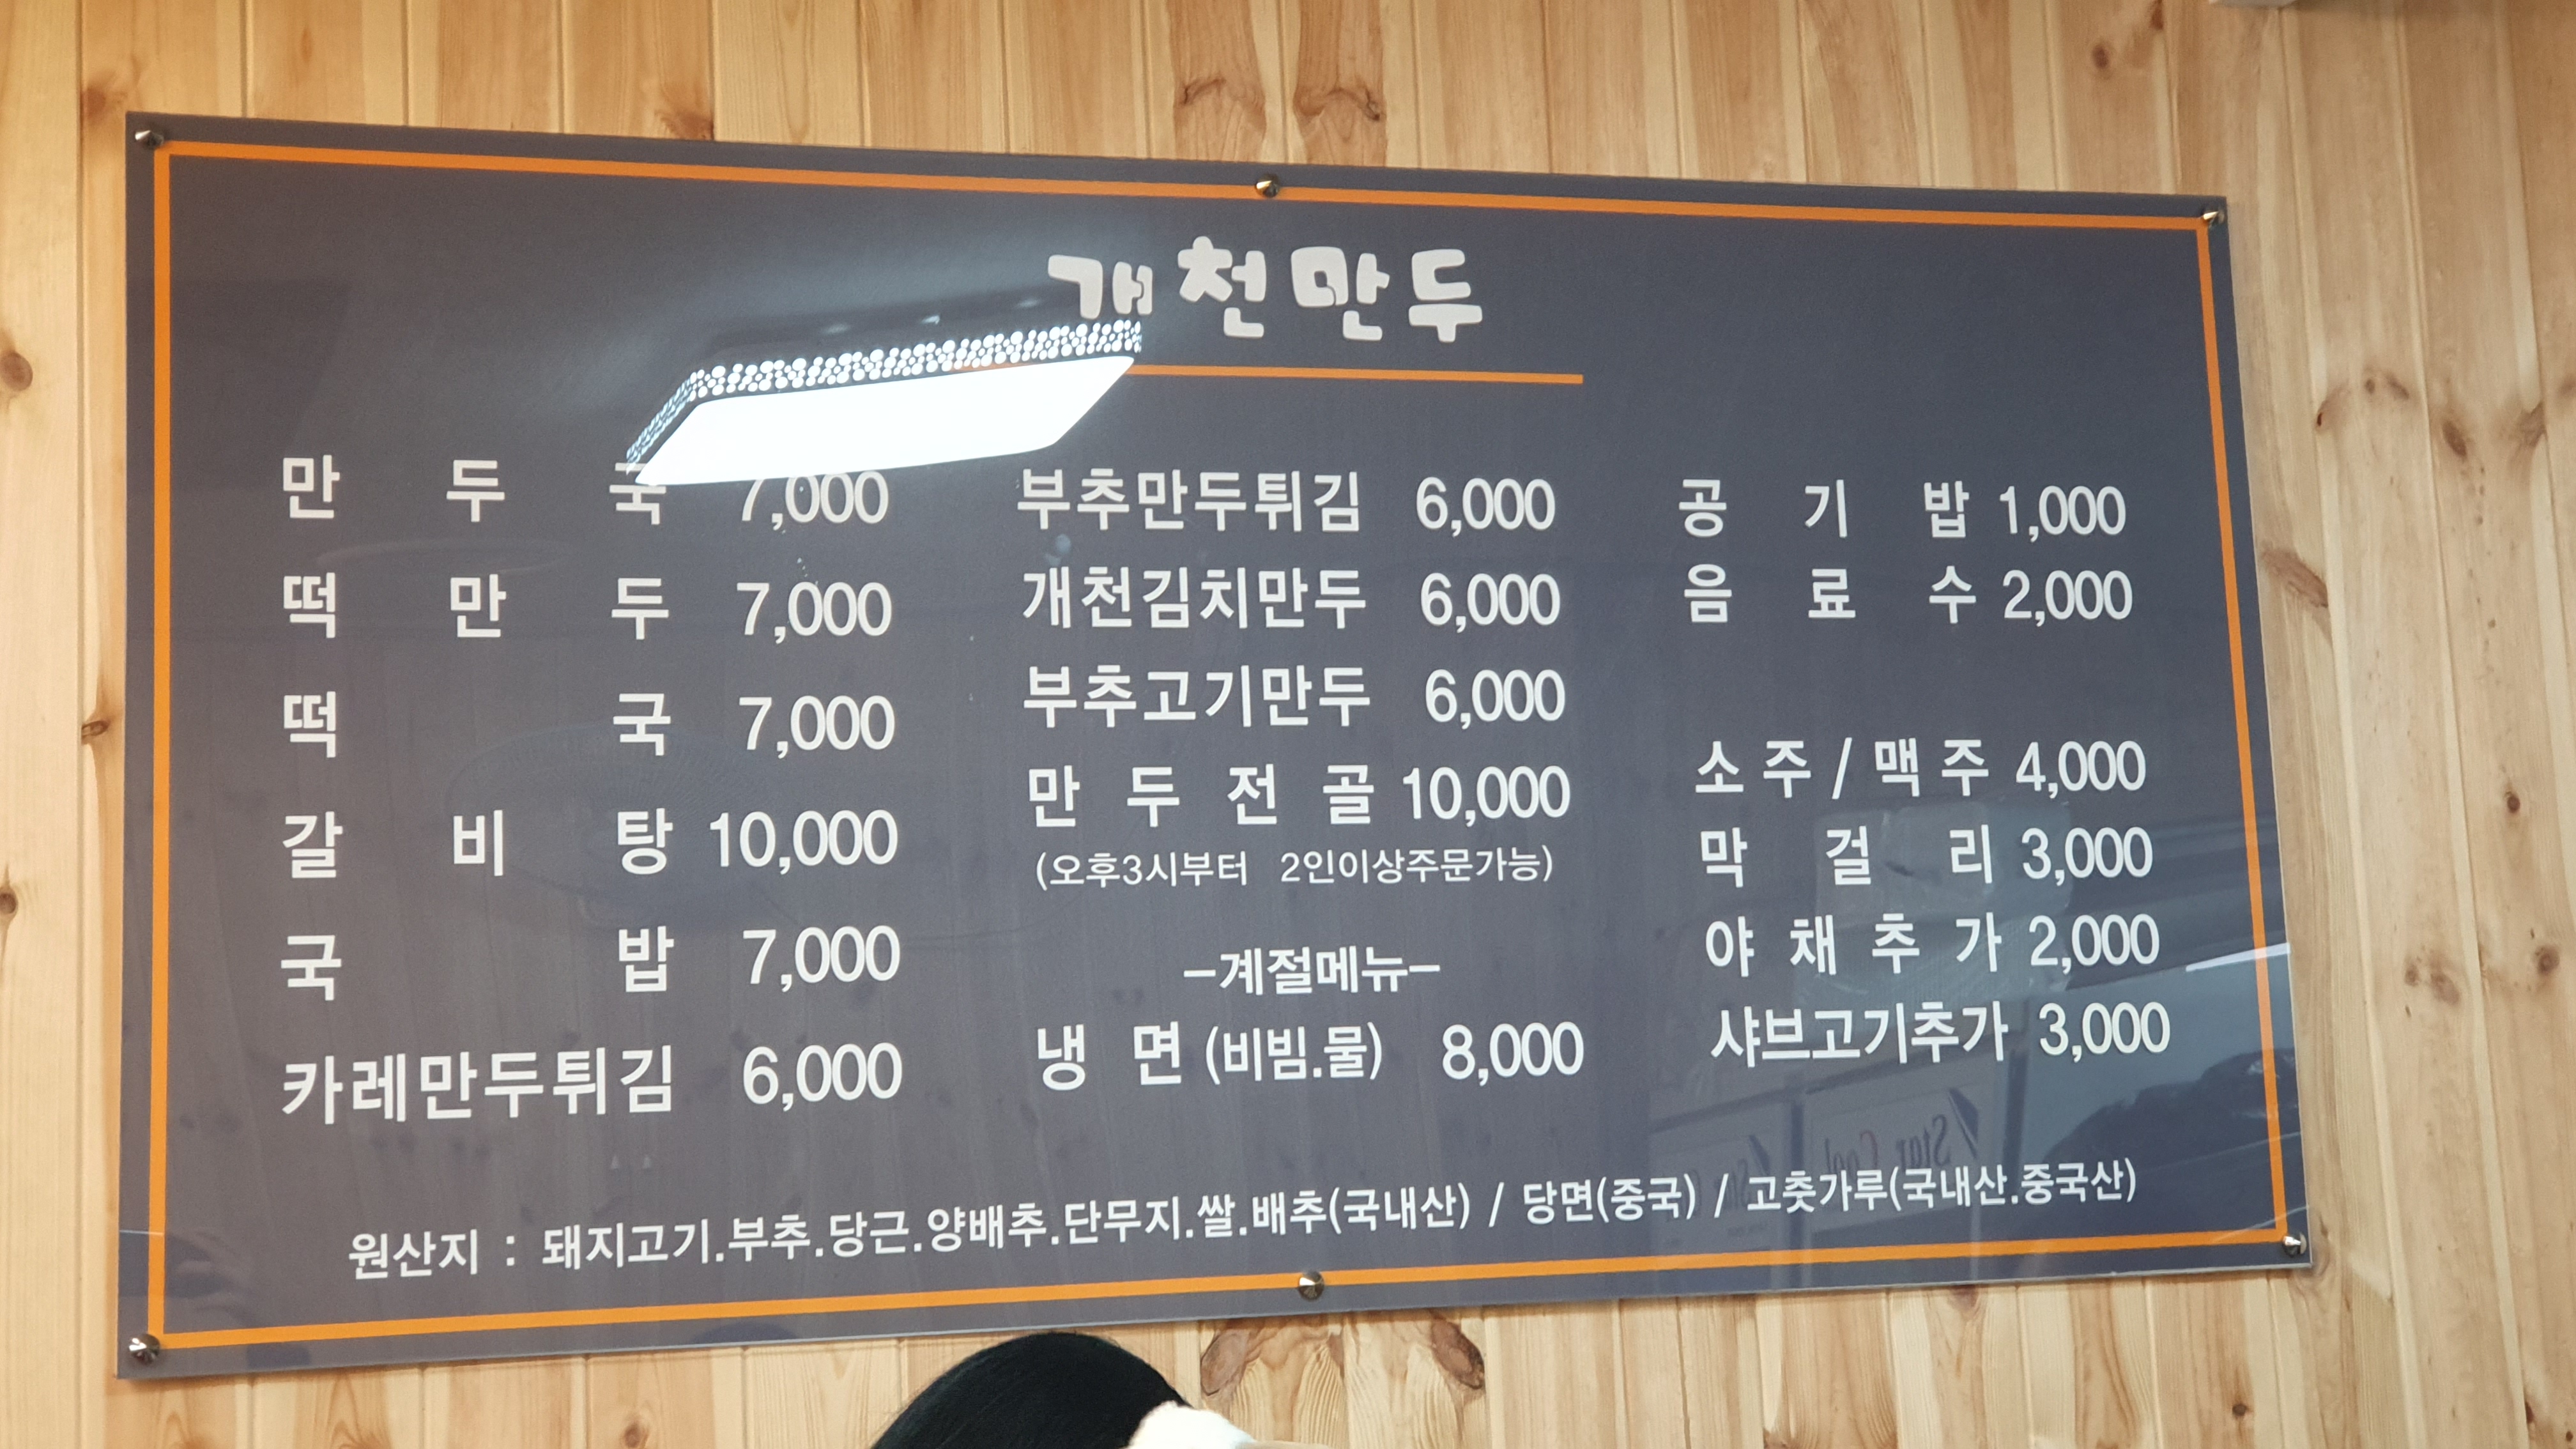 개천만두
만두국 7,000
떡만두 7,000
떡국 7,000
갈비탕 10,000
국밥 7,000
카레만두튀김 6,000
부추만두튀김 6,000
개천김치만두 6,000
부추고기만두 6,000
만두전골 10,000
(오후3시부터 2인이상주문가능)
-계절메뉴-
냉면(비빔.물) 8,000
공기밥 1,000
음료수 2,000
소주/맥주 4,000
막걸리 3,000
야채추가 2,000
샤브고기추가 3,000
원산지 : 돼지고기.부추.당근.양배추.단무지.쌀.배추(국내산) / 당면(중국) / 고춧가루(국내산.중국산)